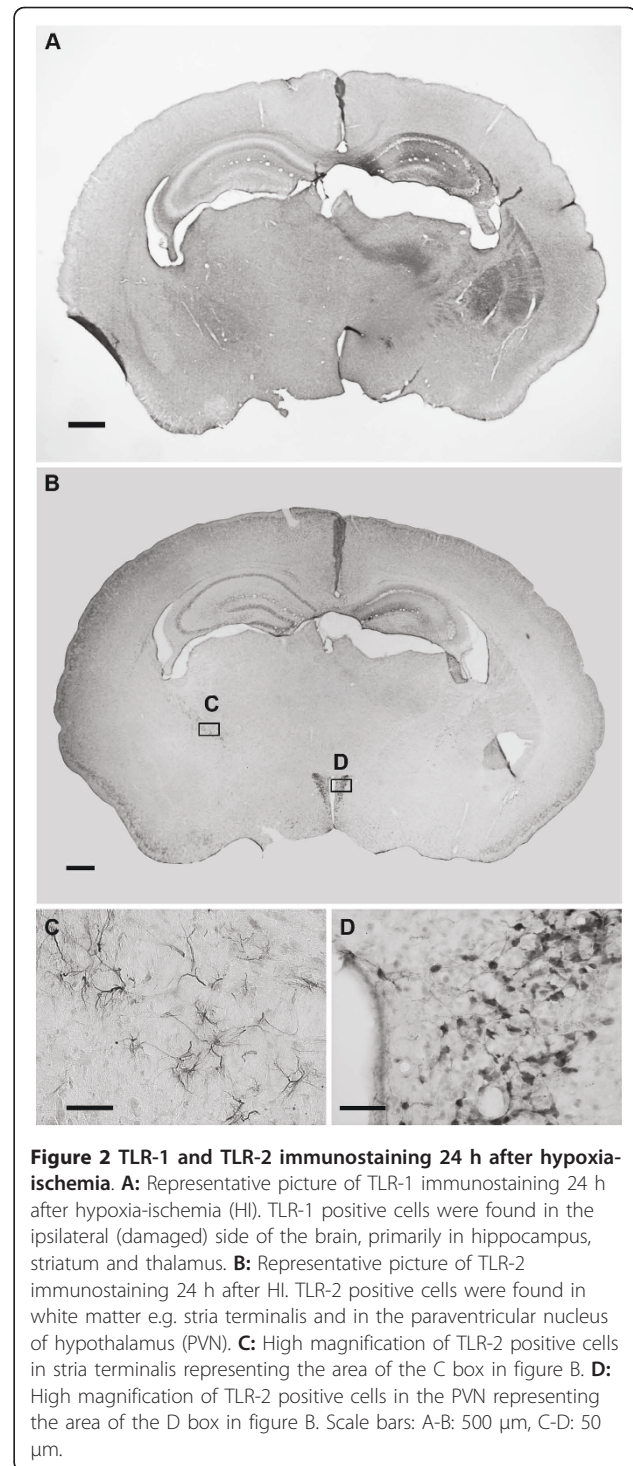 A
B
C
D
C
D
Figure 2 TLR-1 and TLR-2 immunostaining 24 h after hypoxia-
ischemia. A: Representative picture of TLR-1 immunostaining 24 h
after hypoxia-ischemia (HI). TLR-1 positive cells were found in the
ipsilateral (damaged) side of the brain, primarily in hippocampus,
striatum and thalamus. B: Representative picture of TLR-2
immunostaining 24 h after HI. TLR-2 positive cells were found in
white matter e.g. stria terminalis and in the paraventricular nucleus
of hypothalamus (PVN). C: High magnification of TLR-2 positive cells
in stria terminalis representing the area of the C box in figure B. D:
High magnification of TLR-2 positive cells in the PVN representing
the area of the D box in figure B. Scale bars: A-B: 500 μm, C-D: 50
μm.